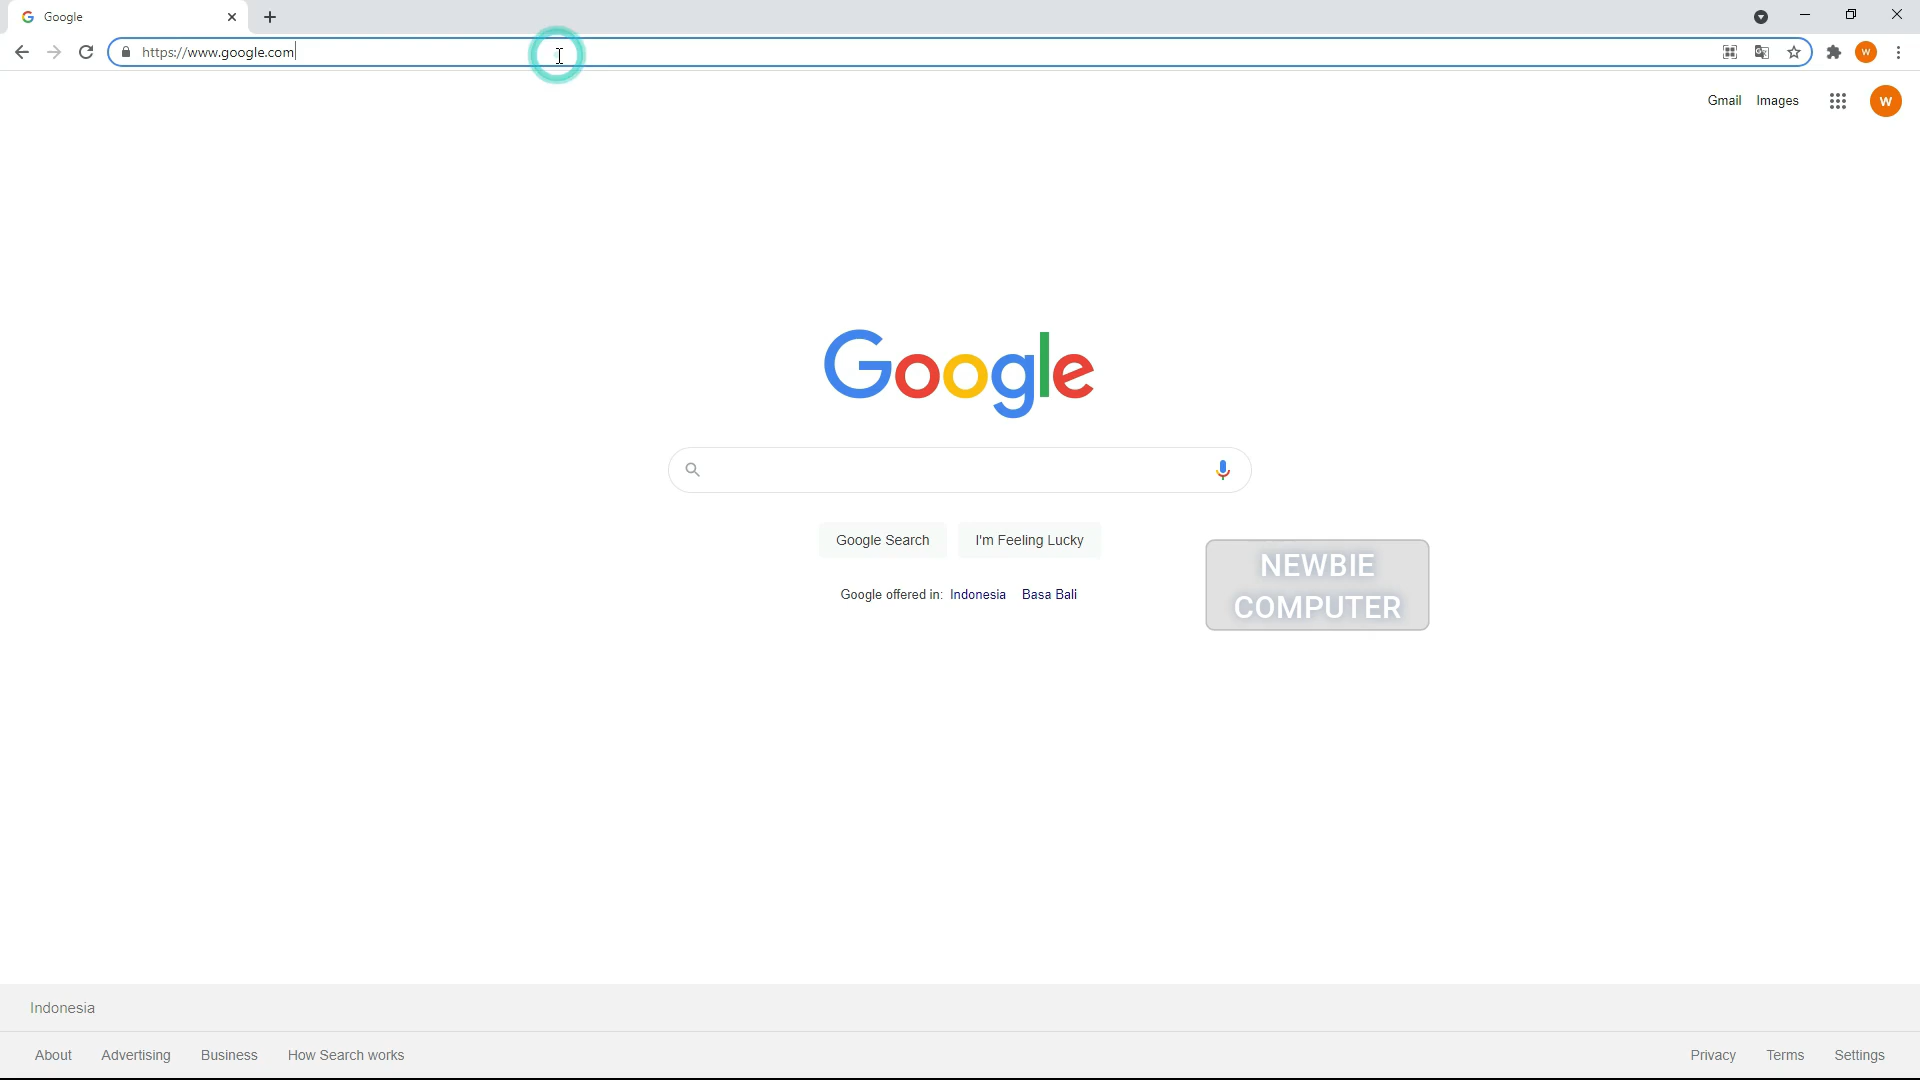 Google
https://www.google.com
W
Gmail Images
W
Google
Google Search
I'm Feeling Lucky
Google offered in: Indonesia Basa Bali
NEWBIE
COMPUTER
Indonesia
About Advertising Business How Search works
Privacy Terms Settings